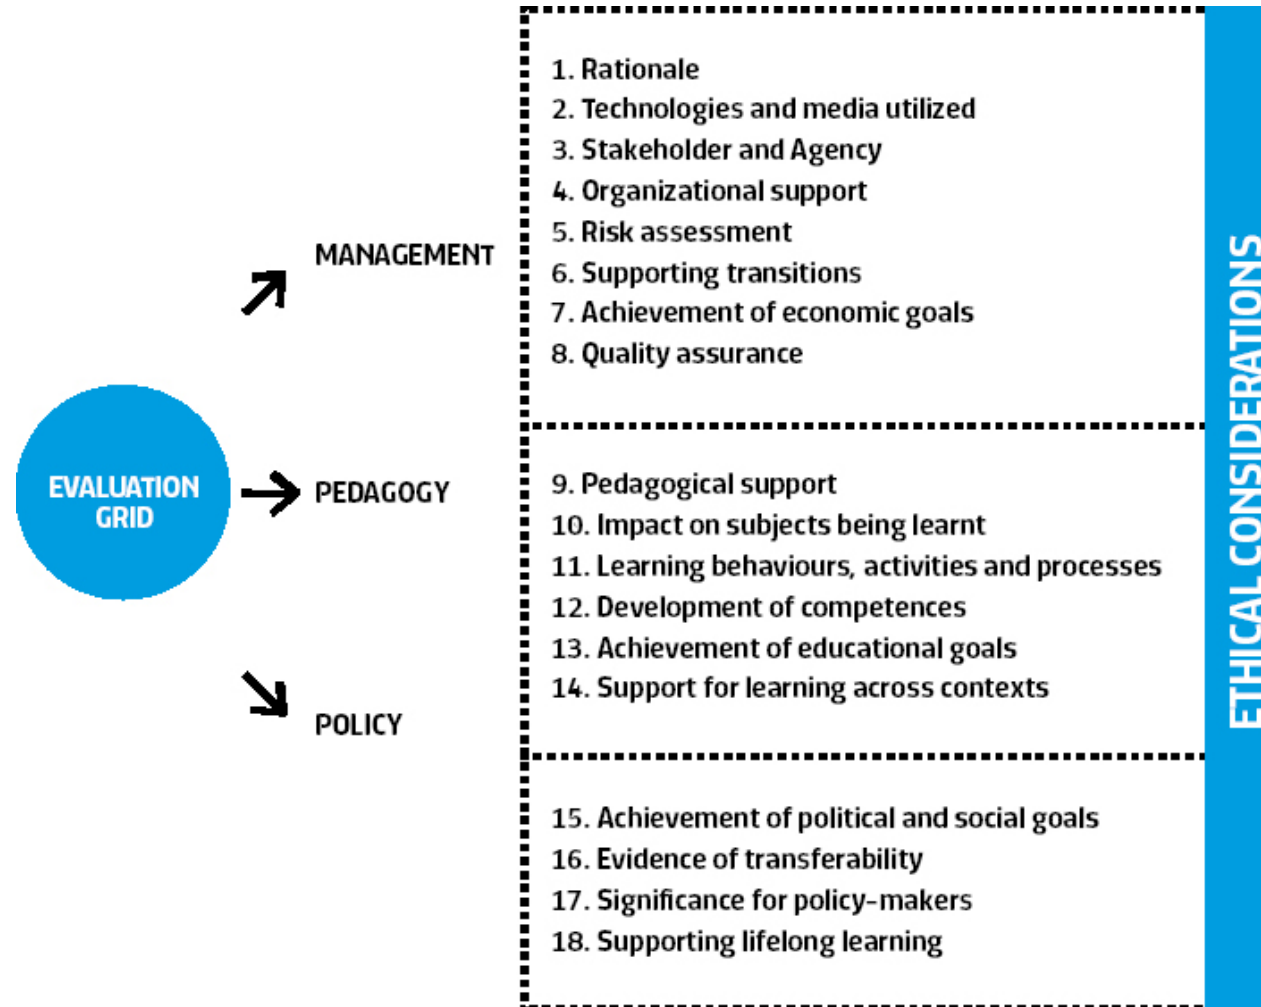 EVALUATION
GRID
MANAGEMENT
1. Rationale
2. Technologies and media utilized
3. Stakeholder and Agency
4. Organizational support
5. Risk assessment
6. Supporting transitions
7. Achievement of economic goals
8. Quality assurance
PEDAGOGY
9. Pedagogical support
10. Impact on subjects being learnt
11. Learning behaviours, activities and processes
12. Development of competences
13. Achievement of educational goals
14. Support for learning across contexts
POLICY
15. Achievement of political and social goals
16. Evidence of transferability
17. Significance for policy-makers
18. Supporting lifelong learning
ETHICAL CONSIDERATIONS